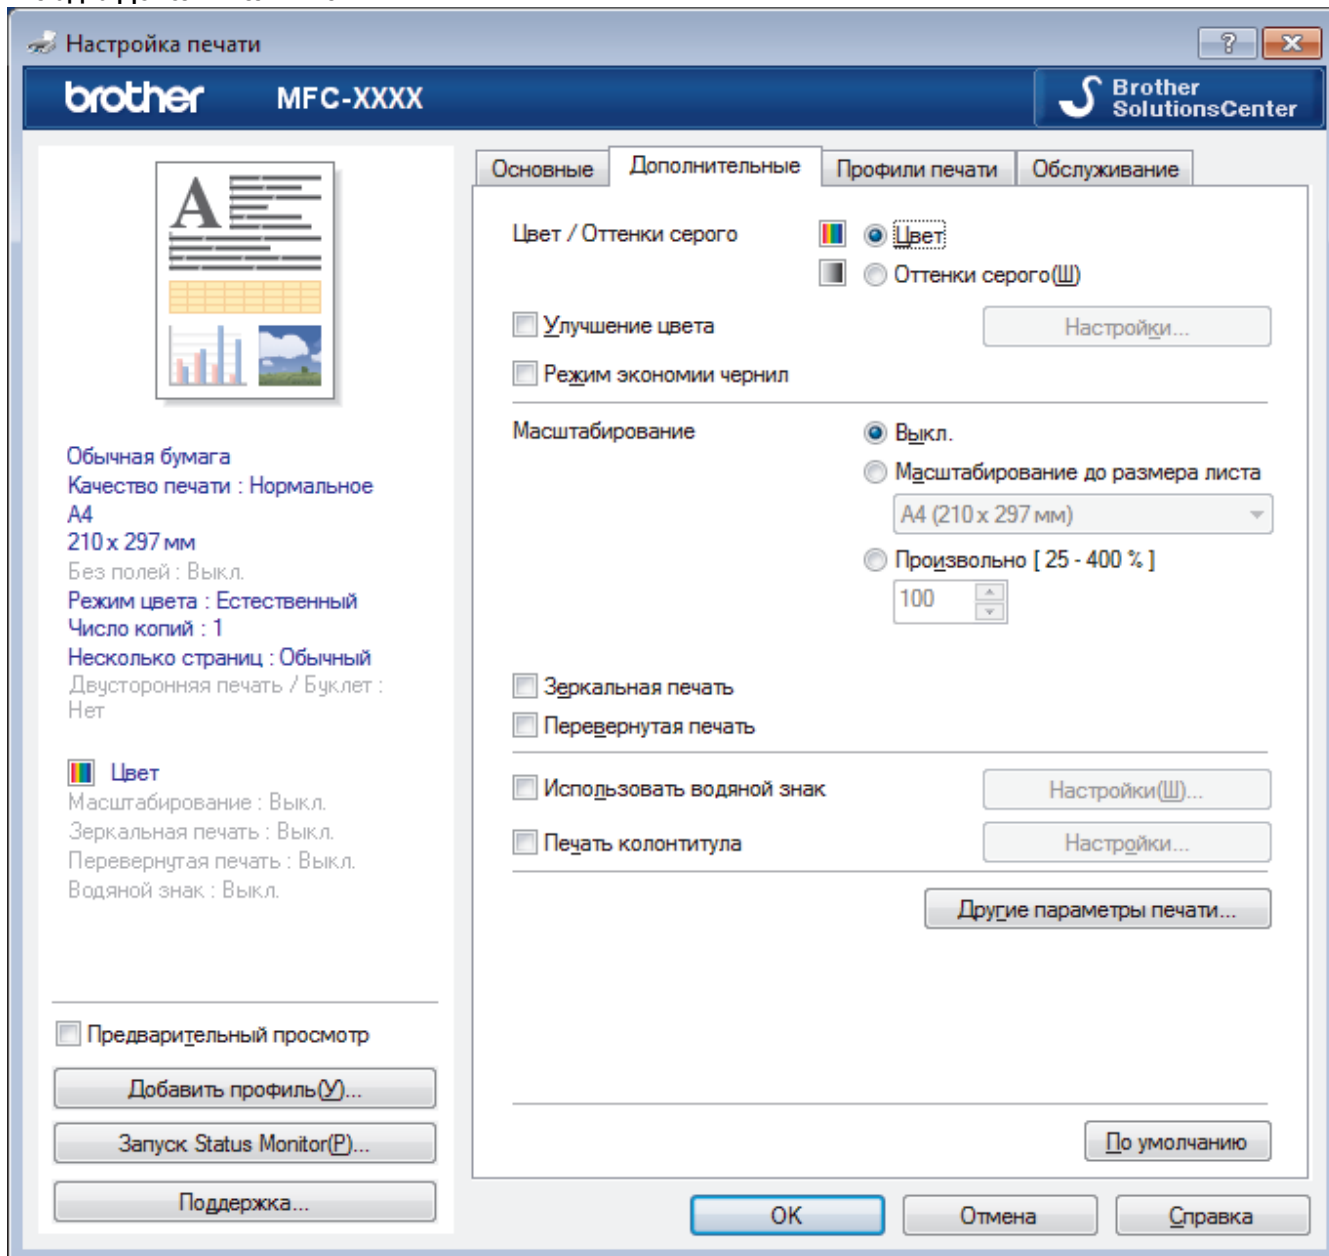 Настройка печати
brother MFC-XXXX
Brother
SolutionsCenter
Основные Дополнительные Профили печати Обслуживание
A
Цвет / Оттенки серого
Цвет
Оттенки серого(Ш)
Улучшение цвета
Настройки...
Режим экономии чернил
Масштабирование
Выкл.
Масштабирование до размера листа
A4 (210 x 297 мм)
Произвольно [ 25 - 400 % ]
100
Зеркальная печать
Перевернутая печать
Использовать водяной знак
Настройки(Ш)...
Печать колонтитула
Настройки...
Другие параметры печати...
По умолчанию
Обычная бумага
Качество печати : Нормальное
A4
210 x 297 мм
Без полей : Выкл.
Режим цвета : Естественный
Число копий : 1
Несколько страниц : Обычный
Двусторонняя печать / Буклет :
Нет
Цвет
Масштабирование : Выкл.
Зеркальная печать : Выкл.
Перевернутая печать : Выкл.
Водяной знак : Выкл.
Предварительный просмотр
Добавить профиль(У)...
Запуск Status Monitor(P)...
Поддержка...
OK
Отмена
Справка